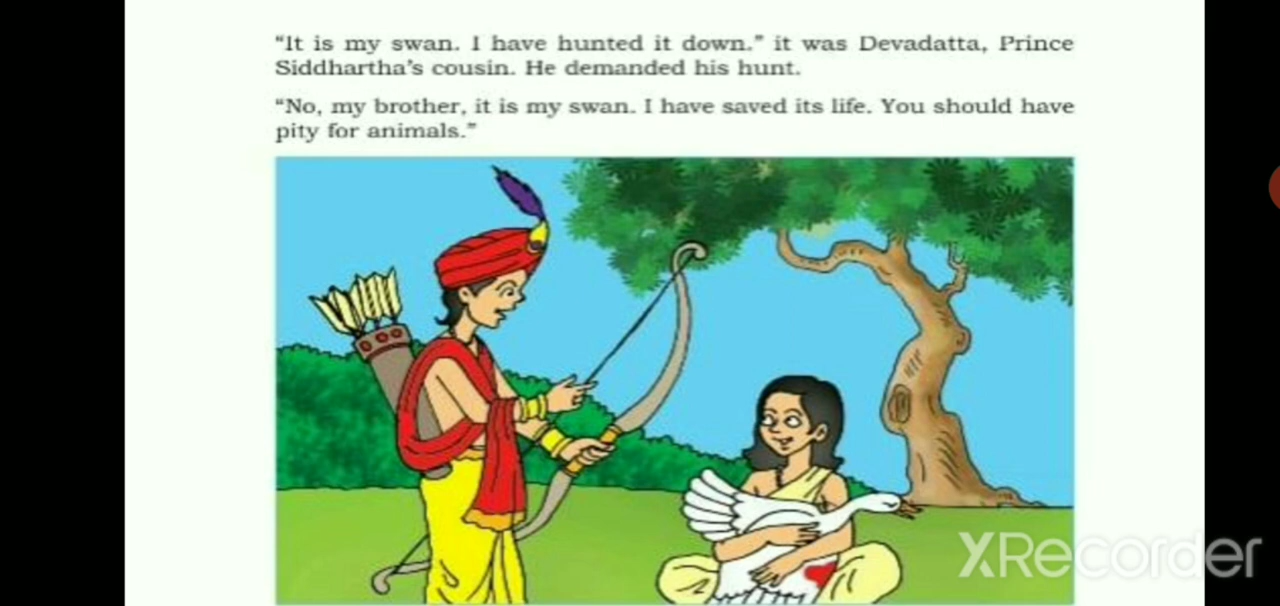 “It is my swan. I have hunted it down.” it was Devadatta, Prince
Siddhartha’s cousin. He demanded his hunt.
“No, my brother, it is my swan. I have saved its life. You should have
pity for animals.”
XRecorder